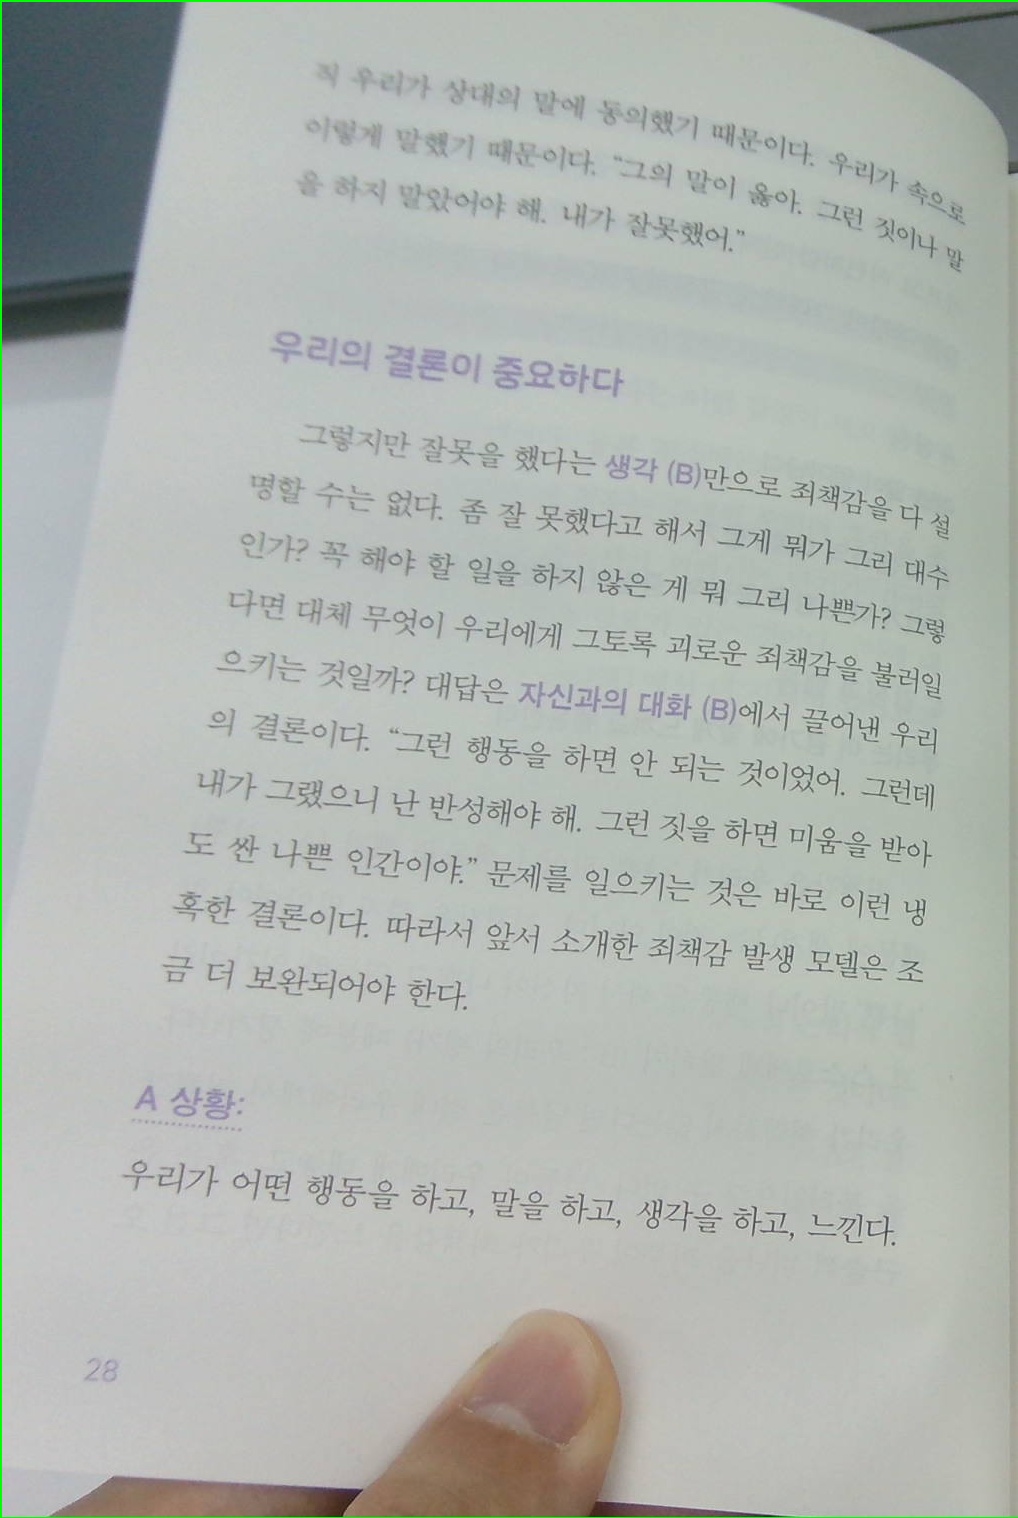 직 우리가 상대의 말에 동의했기 때문이다. 우리가 속으로
이렇게 말했기 때문이다. “그의 말이 옳아. 그런 짓이나 말
을 하지 말았어야 해. 내가 잘못했어.”
우리의 결론이 중요하다
그렇지만 잘못을 했다는 생각 (B)만으로 죄책감을 다 설
명할 수는 없다. 좀 잘 못했다고 해서 그게 뭐가 그리 대수
인가? 꼭 해야 할 일을 하지 않은 게 뭐 그리 나쁜가? 그렇
다면 대체 무엇이 우리에게 그토록 괴로운 죄책감을 불러일
으키는 것일까? 대답은 자신과의 대화 (B)에서 끌어낸 우리
의 결론이다. “그런 행동을 하면 안 되는 것이었어. 그런데
내가 그랬으니 난 반성해야 해. 그런 짓을 하면 미움을 받아
도 싼 나쁜 인간이야.” 문제를 일으키는 것은 바로 이런 냉
혹한 결론이다. 따라서 앞서 소개한 죄책감 발생 모델은 조
금 더 보완되어야 한다.
A 상황:
우리가 어떤 행동을 하고, 말을 하고, 생각을 하고, 느낀다.
28